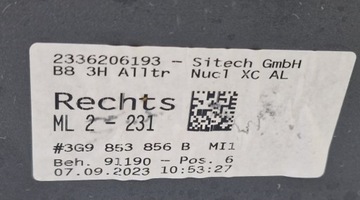 2336206193 - Sitech GmbH
B8 3H Alltr Nucl XC AL
Rechts
ML 2 - 231
#3G9 853 856 B MI1
Beh. 91190 - Pos. 6
07.09.2023 10:53:27